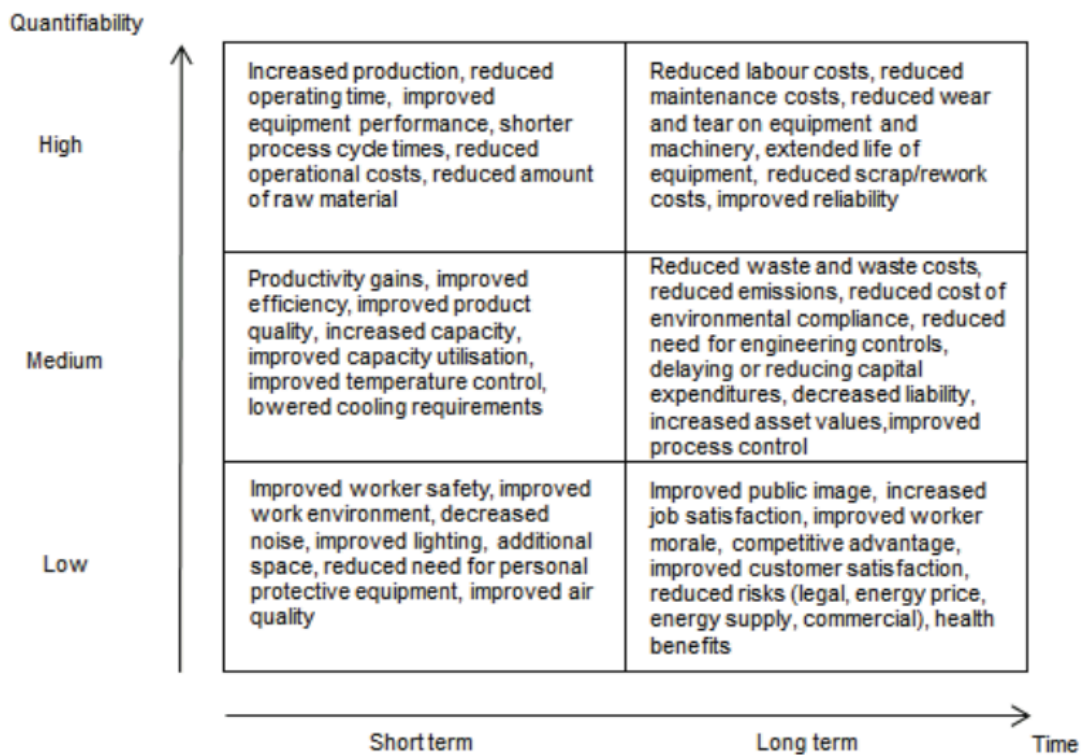 Quantifiability
High
Increased production, reduced
operating time, improved
equipment performance, shorter
process cycle times, reduced
operational costs, reduced amount
of raw material
Reduced labour costs, reduced
maintenance costs, reduced wear
and tear on equipment and
machinery, extended life of
equipment, reduced scrap/rework
costs, improved reliability
Medium
Productivity gains, improved
efficiency, improved product
quality, increased capacity,
improved capacity utilisation,
improved temperature control,
lowered cooling requirements
Reduced waste and waste costs,
reduced emissions, reduced cost of
environmental compliance, reduced
need for engineering controls,
delaying or reducing capital
expenditures, decreased liability,
increased asset values,improved
process control
Low
Improved worker safety, improved
work environment, decreased
noise, improved lighting, additional
space, reduced need for personal
protective equipment, improved air
quality
Improved public image, increased
job satisfaction, improved worker
morale, competitive advantage,
improved customer satisfaction,
reduced risks (legal, energy price,
energy supply, commercial), health
benefits
Short term
Long term
Time